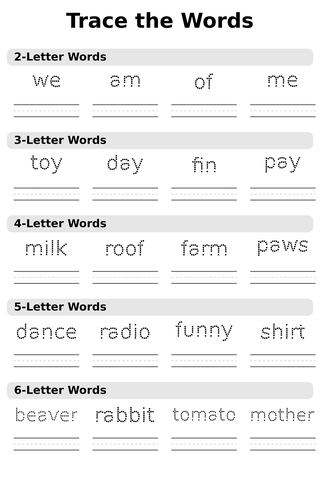 Trace the Words
2-Letter Words
we am of me
3-Letter Words
toy day fin pay
4-Letter Words
milk roof farm paws
5-Letter Words
dance radio funny shirt
6-Letter Words
beaver rabbit tomato mother